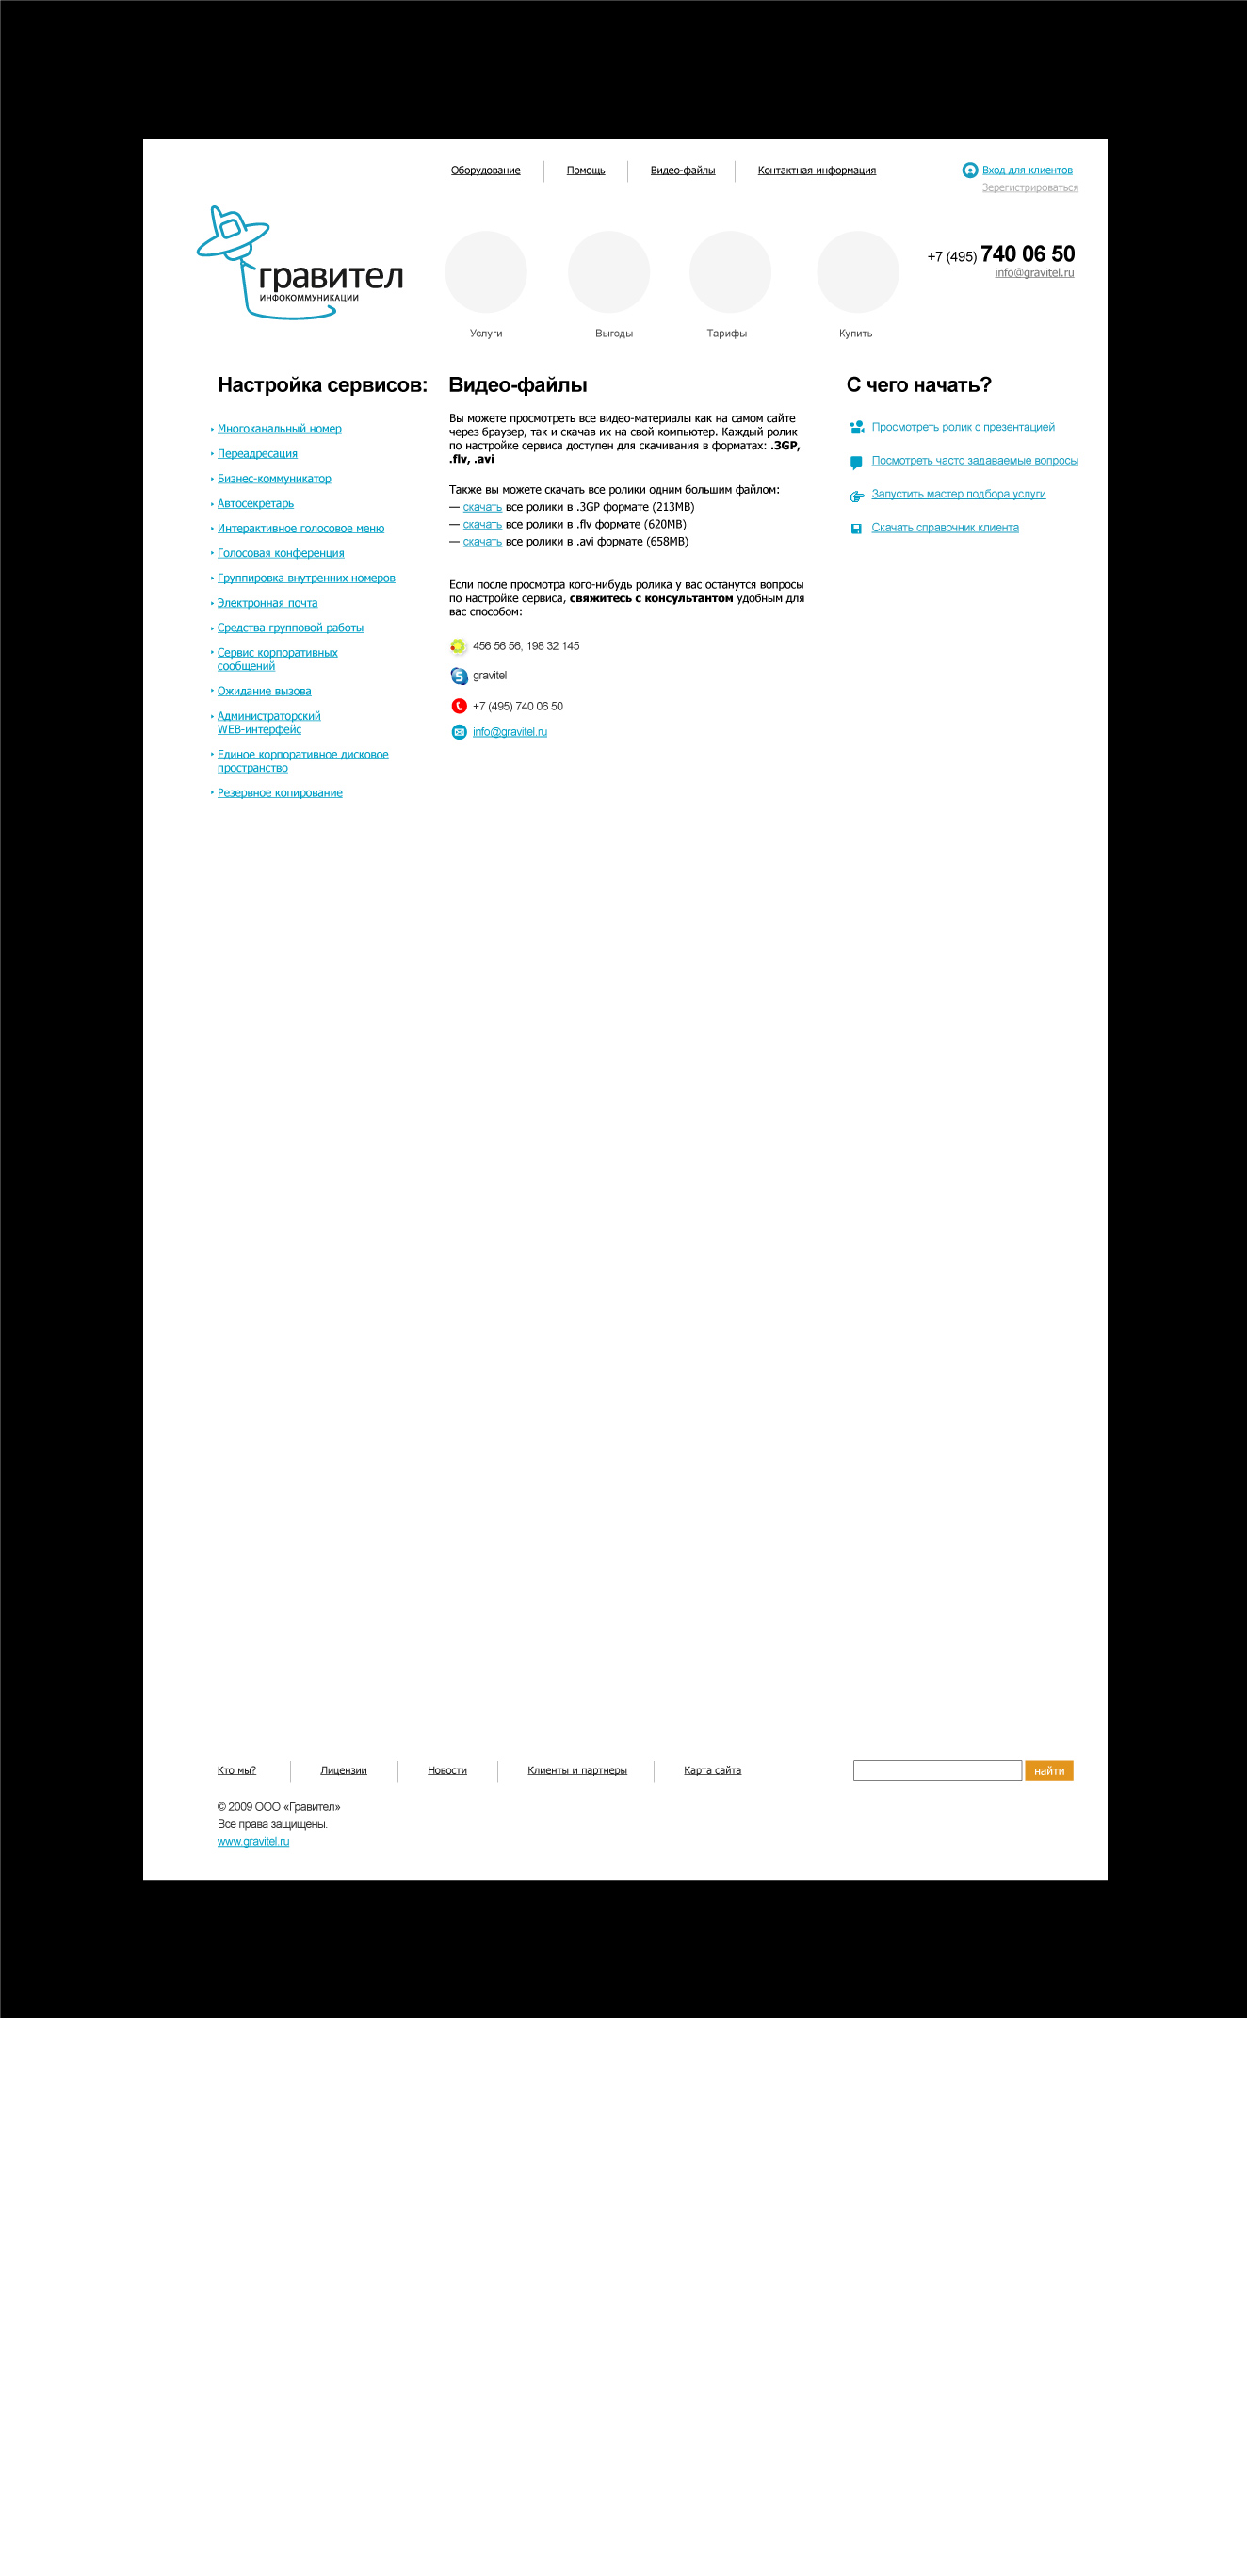 Оборудование
Помощь
Видео-файлы
Контактная информация
Вход для клиентов
Зерегистрироваться
гравител
ИНФОКОММУНИКАЦИИ
+7 (495) 740 06 50
info@gravitel.ru
Услуги
Выгоды
Тарифы
Купить
Настройка сервисов:
Многоканальный номер
Переадресация
Бизнес-коммуникатор
Автосекретарь
Интерактивное голосовое меню
Голосовая конференция
Группировка внутренних номеров
Электронная почта
Средства групповой работы
Сервис корпоративных
сообщений
Ожидание вызова
Администраторский
WEB-интерфейс
Единое корпоративное дисковое
пространство
Резервное копирование
Видео-файлы
Вы можете просмотреть все видео-материалы как на самом сайте
через браузер, так и скачав их на свой компьютер. Каждый ролик
по настройке сервиса доступен для скачивания в форматах: .3GP,
.flv, .avi
Также вы можете скачать все ролики одним большим файлом:
— скачать все ролики в .3GP формате (213MB)
— скачать все ролики в .flv формате (620MB)
— скачать все ролики в .avi формате (658MB)
Если после просмотра кого-нибудь ролика у вас останутся вопросы
по настройке сервиса, свяжитесь с консультантом удобным для
вас способом:
456 56 56, 198 32 145
gravitel
+7 (495) 740 06 50
info@gravitel.ru
С чего начать?
Просмотреть ролик с презентацией
Посмотреть часто задаваемые вопросы
Запустить мастер подбора услуги
Скачать справочник клиента
Кто мы?
Лицензии
Новости
Клиенты и партнеры
Карта сайта
найти
© 2009 ООО «Гравител»
Все права защищены.
www.gravitel.ru